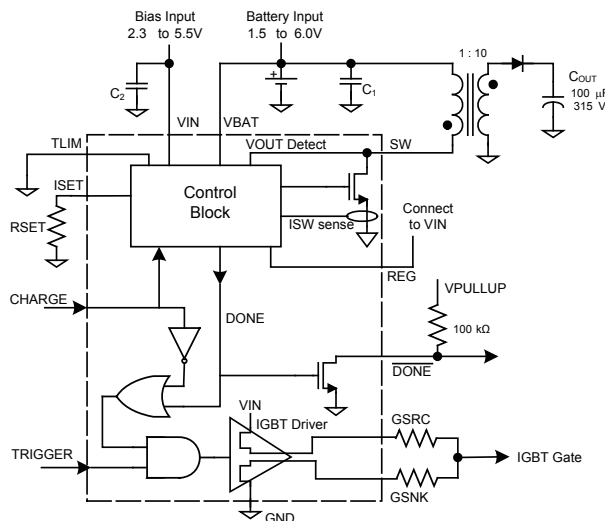 Bias Input
2.3 to 5.5V
Battery Input
1.5 to 6.0V
1 : 10
C2
+
C1
COUT
100 μF
315 V
VIN
VBAT
TLIM
VOUT Detect
SW
ISET
Control
Block
RSET
ISW sense
Connect
to VIN
REG
CHARGE
DONE
VPULLUP
100 kΩ
DONE
VIN
IGBT Driver
GSRC
TRIGGER
IGBT Gate
GSNK
GND